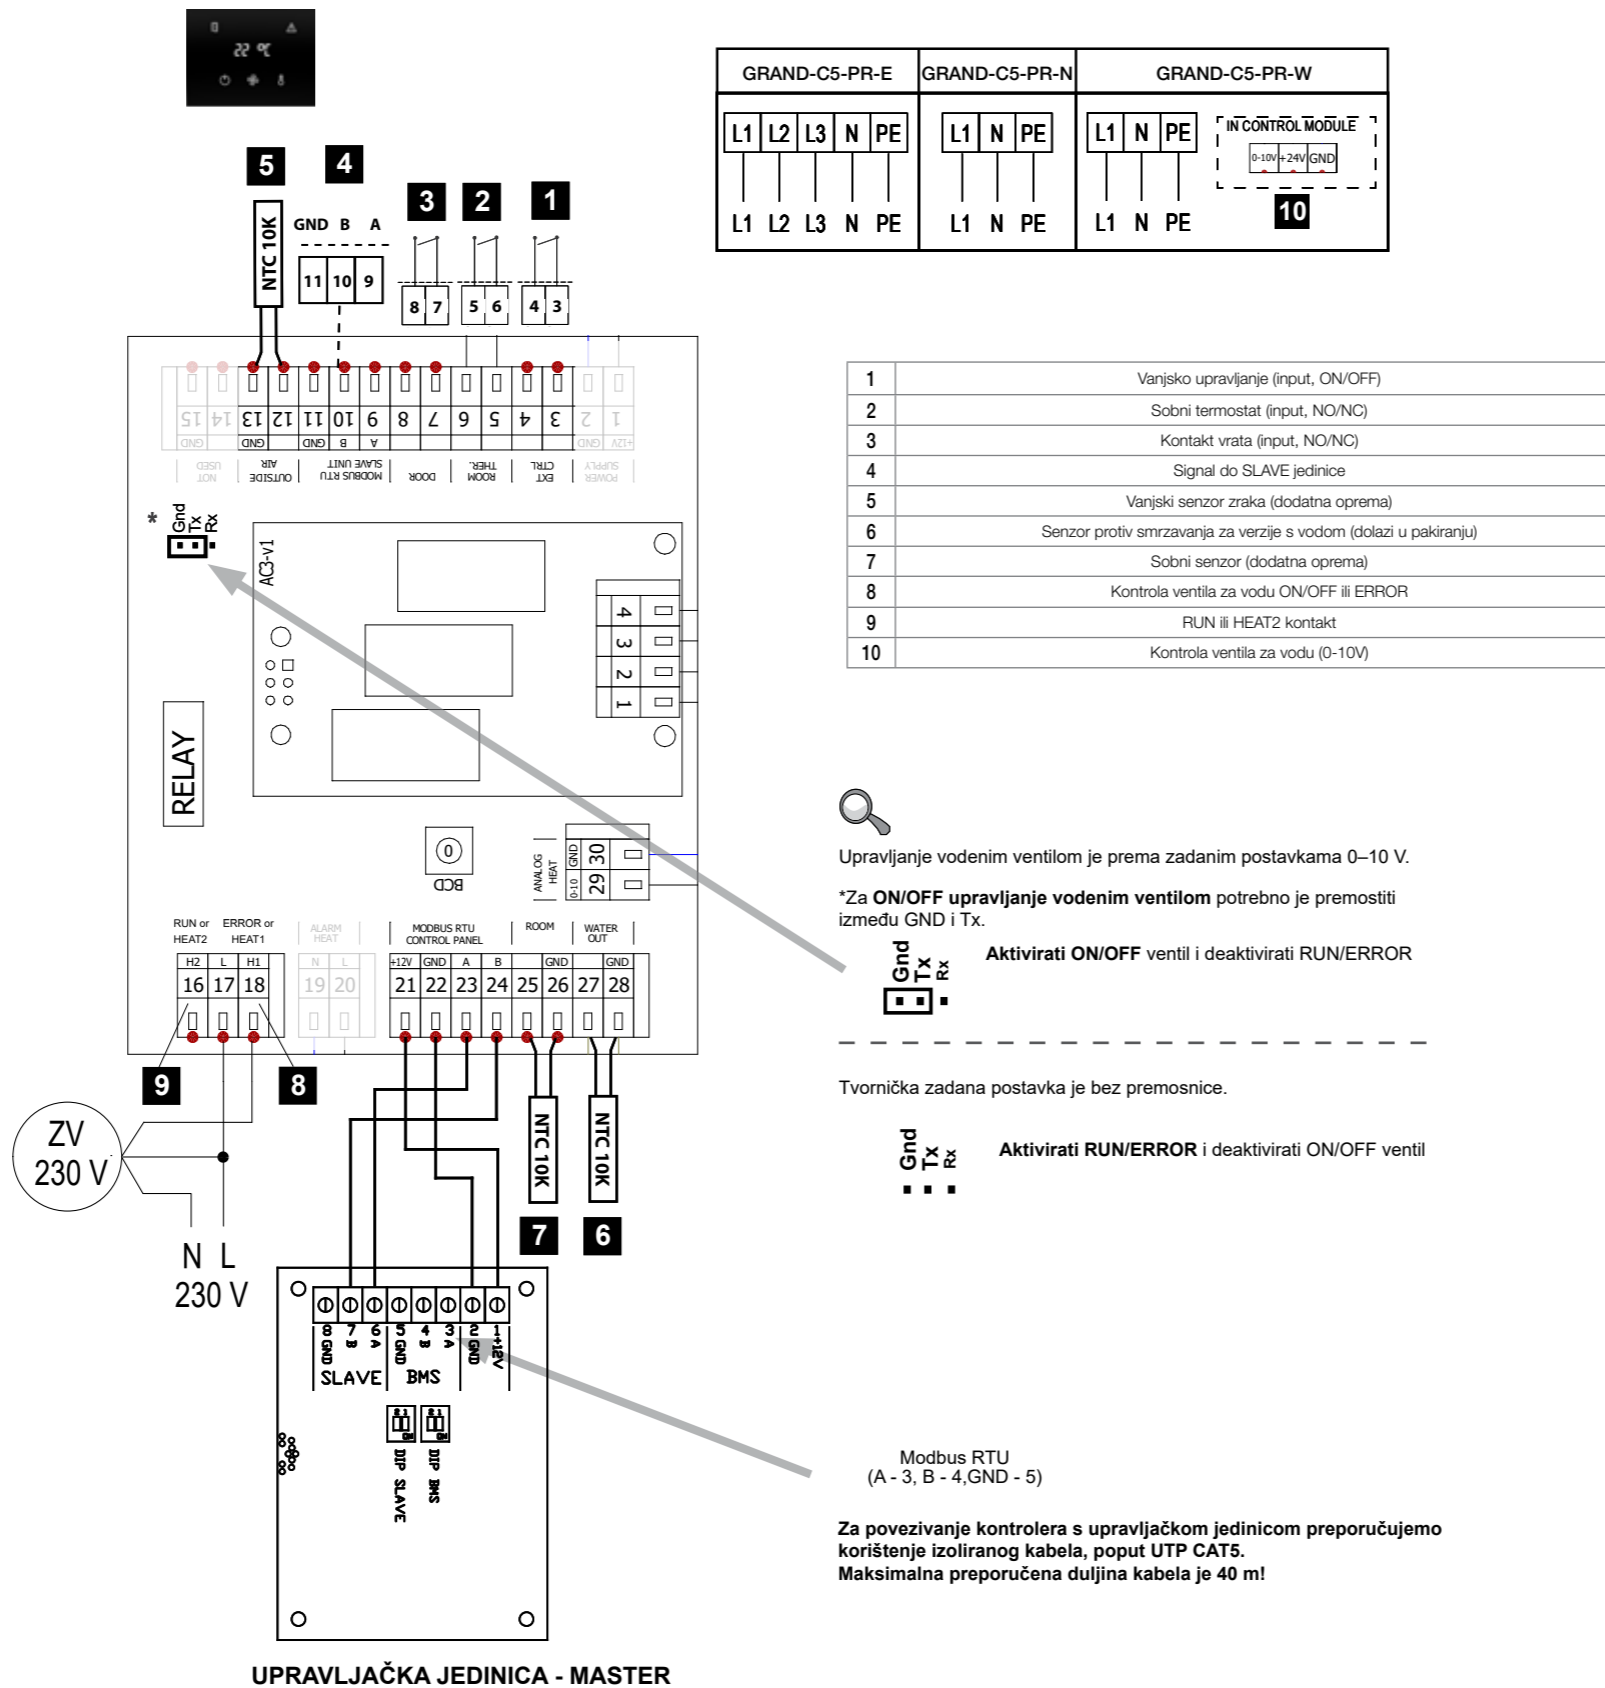 22 °C
GRAND-C5-PR-E GRAND-C5-PR-N GRAND-C5-PR-W
L1 L2 L3 N PE L1 N PE L1 N PE IN CONTROL MODULE
0-10V +24V GND
L1 L2 L3 N PE L1 N PE L1 N PE 10
5 4 3 2 1
NTC 10K
GND B A
11 10 9
8 7 5 6 4 3
15 14 13 12 11 10 9 8 7 6 5 4 3 2 1
GND GND GND B A GND +12V
NOT USED
OUTSIDE AIR
MODBUS RTU SLAVE UNIT
DOOR
ROOM THER.
EXT CTRL
POWER SUPPLY
1 Vanjsko upravljanje (input, ON/OFF)
2 Sobni termostat (input, NO/NC)
3 Kontakt vrata (input, NO/NC)
4 Signal do SLAVE jedinice
5 Vanjski senzor zraka (dodatna oprema)
6 Senzor protiv smrzavanja za verzije s vodom (dolazi u pakiranju)
7 Sobni senzor (dodatna oprema)
8 Kontrola ventila za vodu ON/OFF ili ERROR
9 RUN ili HEAT2 kontakt
10 Kontrola ventila za vodu (0-10V)
*
Gnd
Tx
Rx
AC3-v1
4
3
2
1
RELAY
0
BCD
ANALOG HEAT
GND 30
0-10 29
Upravljanje vodenim ventilom je prema zadanim postavkama 0–10 V.
*Za ON/OFF upravljanje vodenim ventilom potrebno je premostiti
između GND i Tx.
Gnd
Tx
Rx
Aktivirati ON/OFF ventil i deaktivirati RUN/ERROR
Tvornička zadana postavka je bez premosnice.
Gnd
Tx
Rx
Aktivirati RUN/ERROR i deaktivirati ON/OFF ventil
RUN or HEAT2
ERROR or HEAT1
ALARM HEAT
MODBUS RTU CONTROL PANEL
ROOM
WATER OUT
H2 L H1 N L +12V GND A B GND GND
16 17 18 19 20 21 22 23 24 25 26 27 28
9 8
ZV
230 V
N L
230 V
NTC 10K NTC 10K
7 6
8 7 6 5 4 3 2 1
GND B A GND B A GND +12V
SLAVE BMS
2 1 2 1
ON ON
DIP SLAVE
DIP BMS
Modbus RTU
(A - 3, B - 4,GND - 5)
Za povezivanje kontrolera s upravljačkom jedinicom preporučujemo
korištenje izoliranog kabela, poput UTP CAT5.
Maksimalna preporučena duljina kabela je 40 m!
UPRAVLJAČKA JEDINICA - MASTER